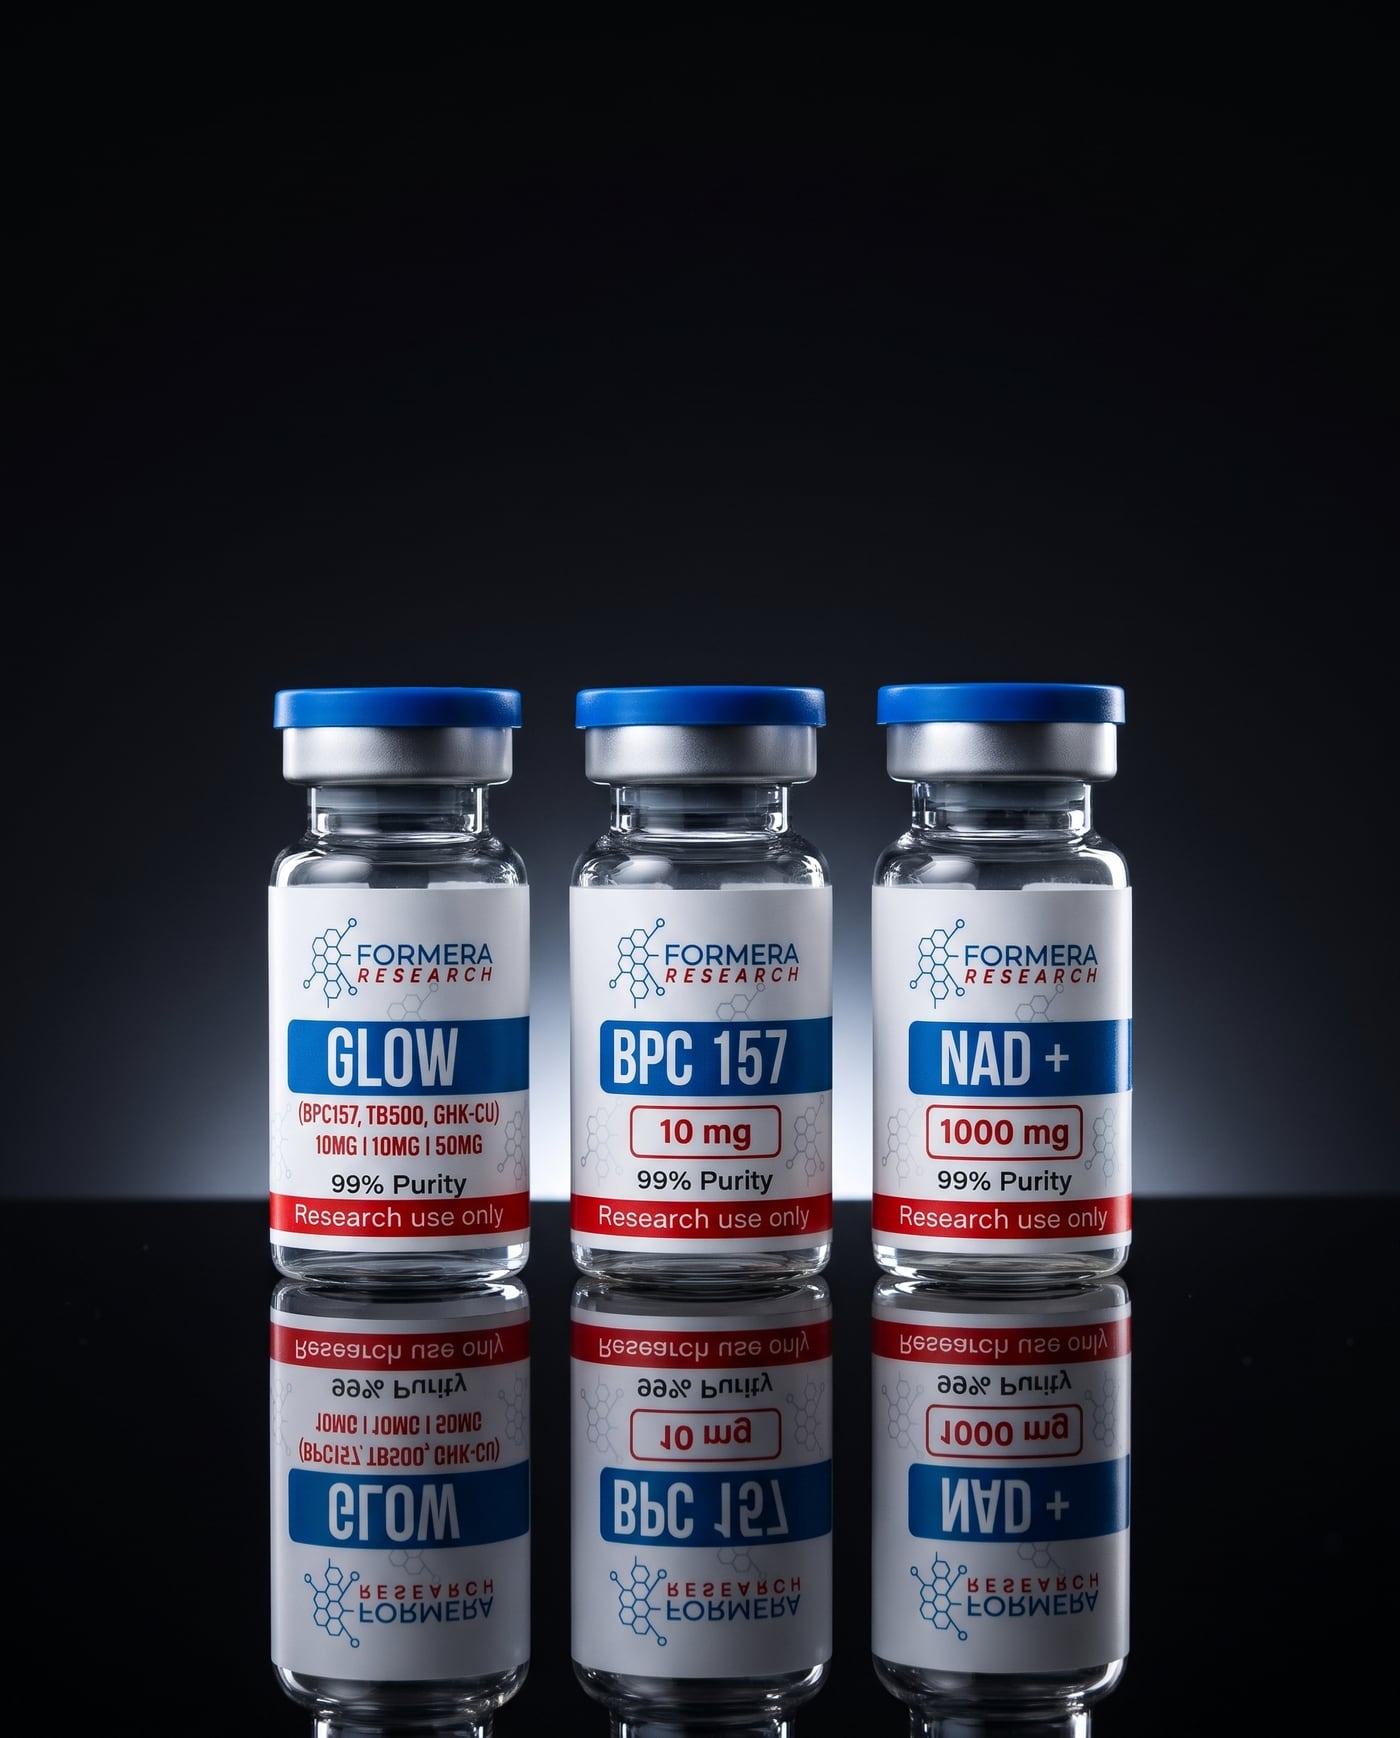 FORMERA
RESEARCH
GLOW
(BPC157, TB500, GHK-CU)
10MG | 10MG | 50MG
99% Purity
Research use only
FORMERA
RESEARCH
BPC 157
10 mg
99% Purity
Research use only
FORMERA
RESEARCH
NAD +
1000 mg
99% Purity
Research use only